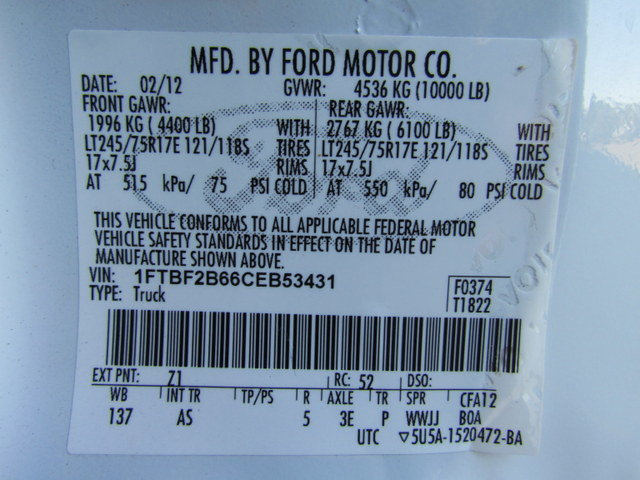 MFD. BY FORD MOTOR CO.
DATE: 02/12 GVWR: 4536 KG (10000 LB)
FRONT GAWR: REAR GAWR:
1996 KG (4400 LB) WITH 2767 KG (6100 LB) WITH
LT245/75R17E 121/118S TIRES LT245/75R17E 121/118S TIRES
17x7.5J RIMS 17x7.5J RIMS
AT 515 kPa/ 75 PSI COLD AT 550 kPa/ 80 PSI COLD
THIS VEHICLE CONFORMS TO ALL APPLICABLE FEDERAL MOTOR
VEHICLE SAFETY STANDARDS IN EFFECT ON THE DATE OF
MANUFACTURE SHOWN ABOVE.
VIN: 1FTBF2B66CEB53431 F0374
TYPE: Truck T1822
EXT PNT: Z1 RC: 52 DSO:
WB INT TR TP/PS R AXLE TR SPR CFA12
137 AS 5 3E P WWJJ BOA
UTC ▽5U5A-1520472-BA